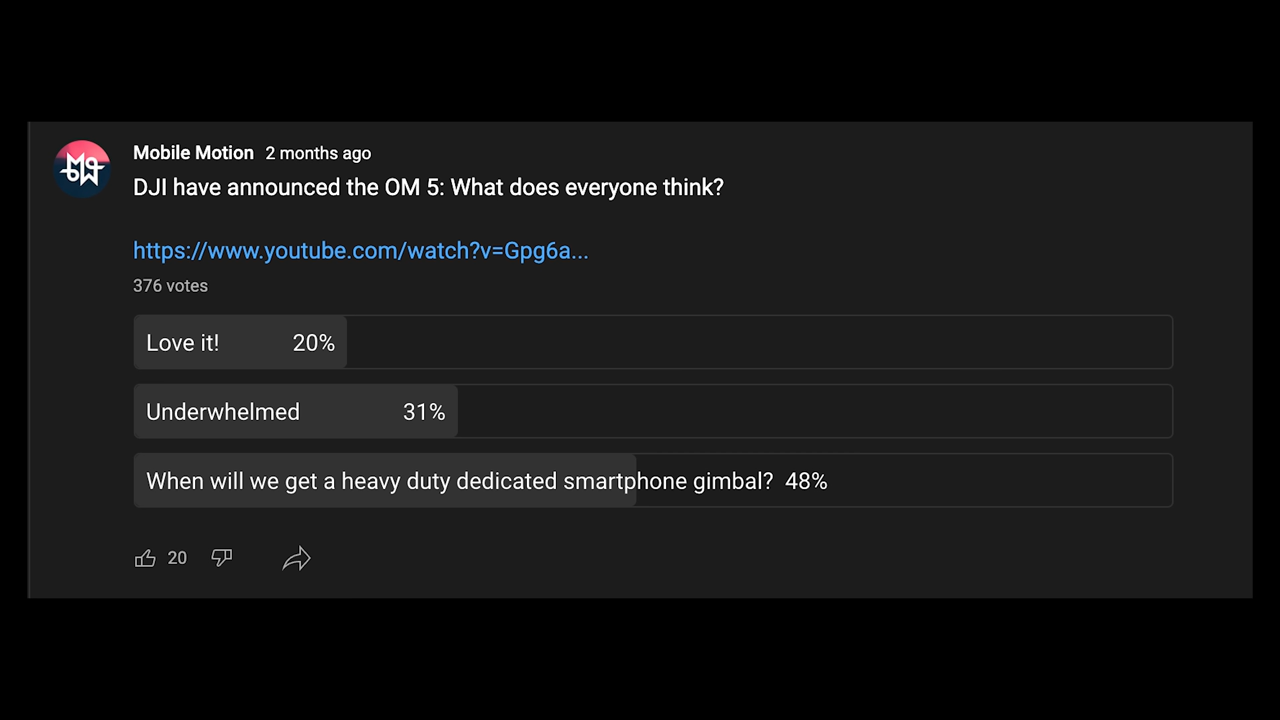 Mobile Motion 2 months ago
DJI have announced the OM 5: What does everyone think?
https://www.youtube.com/watch?v=Gpg6a...
376 votes
Love it! 20%
Underwhelmed 31%
When will we get a heavy duty dedicated smartphone gimbal? 48%
20